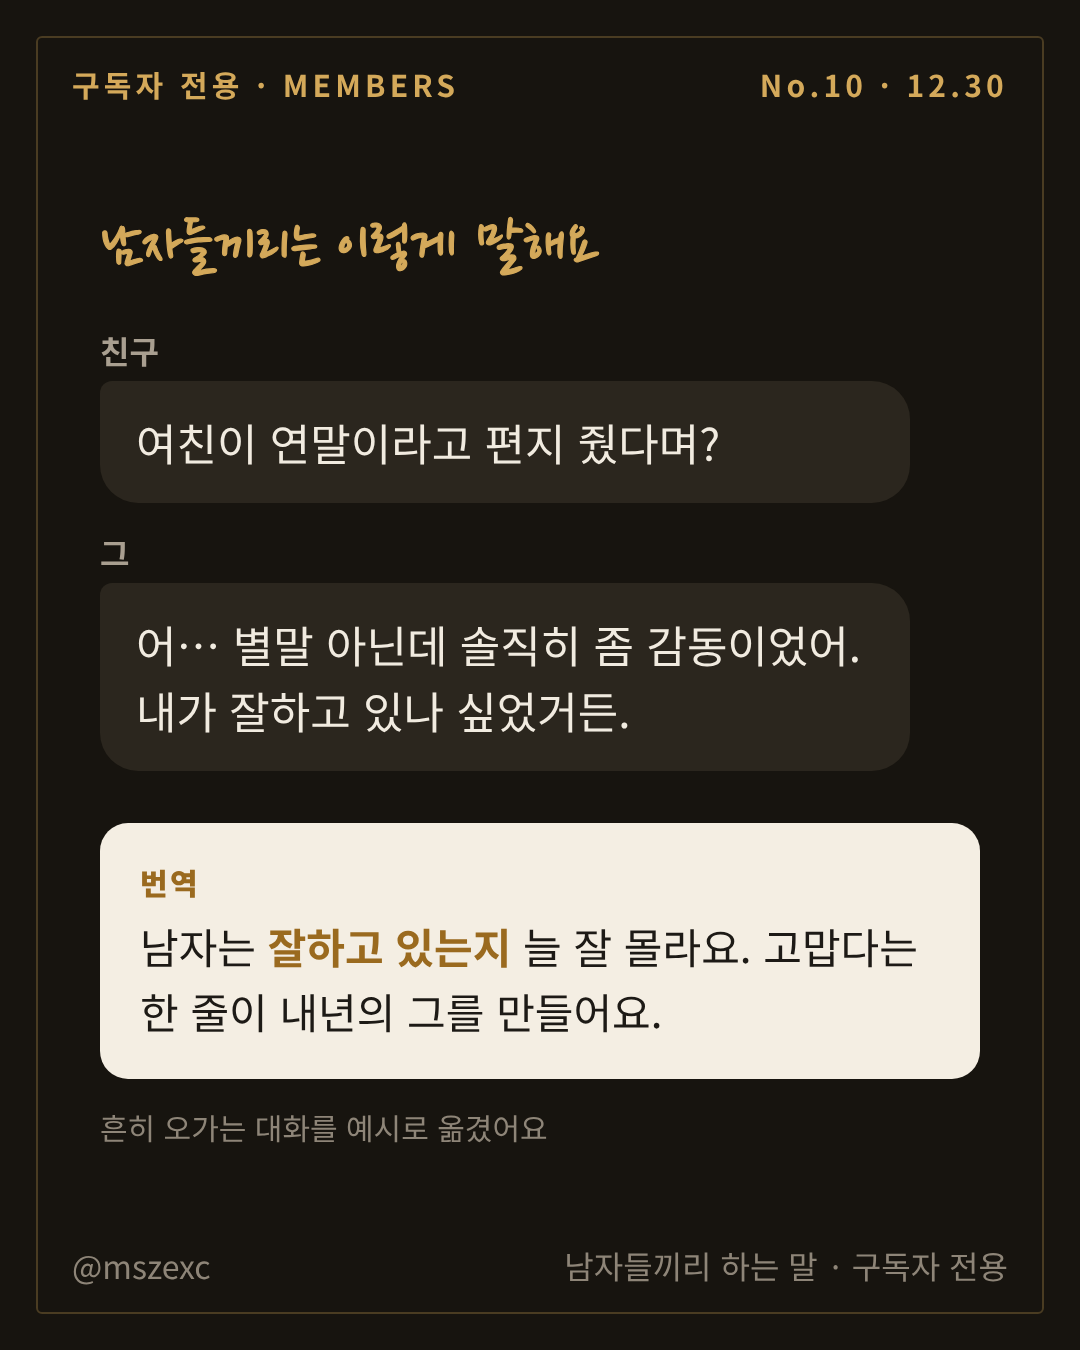 구독자 전용 · MEMBERS
No.10 · 12.30
남자들끼리는 이렇게 말해요
친구
여친이 연말이라고 편지 줬다며?
그
어… 별말 아닌데 솔직히 좀 감동이었어.
내가 잘하고 있나 싶었거든.
번역
남자는 잘하고 있는지 늘 잘 몰라요. 고맙다는
한 줄이 내년의 그를 만들어요.
흔히 오가는 대화를 예시로 옮겼어요
@mszexc
남자들끼리 하는 말 · 구독자 전용